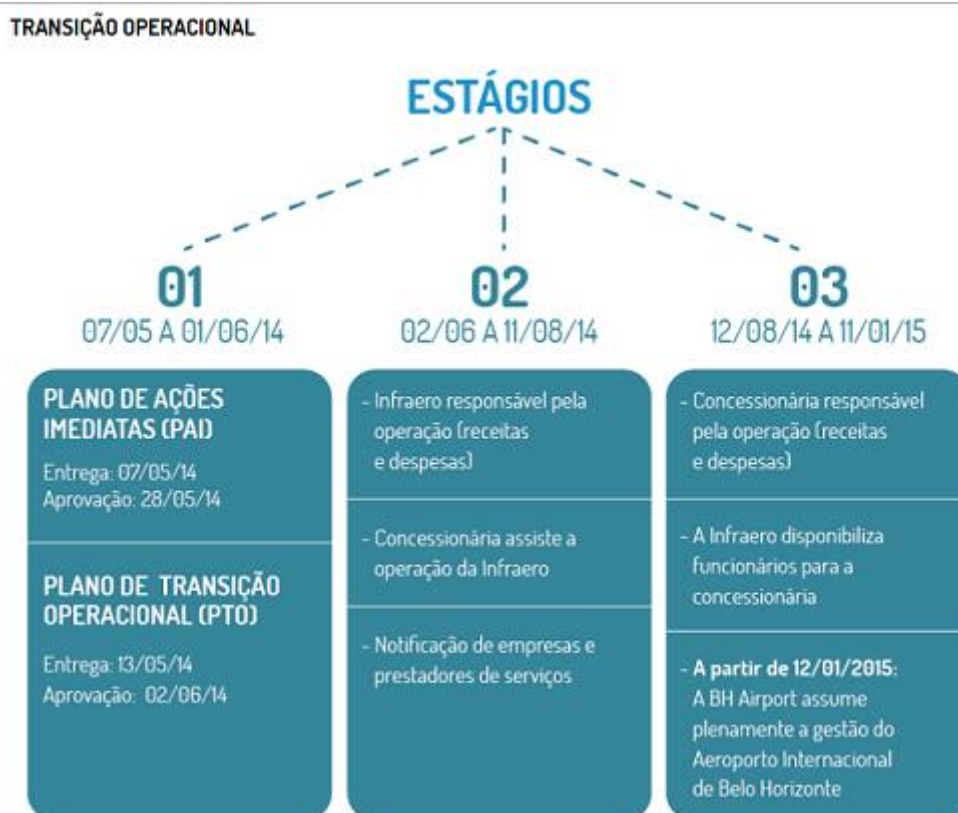 TRANSIÇÃO OPERACIONAL
ESTÁGIOS
01
07/05 A 01/06/14
PLANO DE AÇÕES
IMEDIATAS (PAI)
Entrega: 07/05/14
Aprovação: 28/05/14
PLANO DE TRANSIÇÃO
OPERACIONAL (PTO)
Entrega: 13/05/14
Aprovação: 02/06/14
02
02/06 A 11/08/14
- Infraero responsável pela
operação (receitas
e despesas)
- Concessionária assiste a
operação da Infraero
- Notificação de empresas e
prestadores de serviços
03
12/08/14 A 11/01/15
- Concessionária responsável
pela operação (receitas
e despesas)
- A Infraero disponibiliza
funcionários para a
concessionária
- A partir de 12/01/2015:
A BH Airport assume
plenamente a gestão do
Aeroporto Internacional
de Belo Horizonte